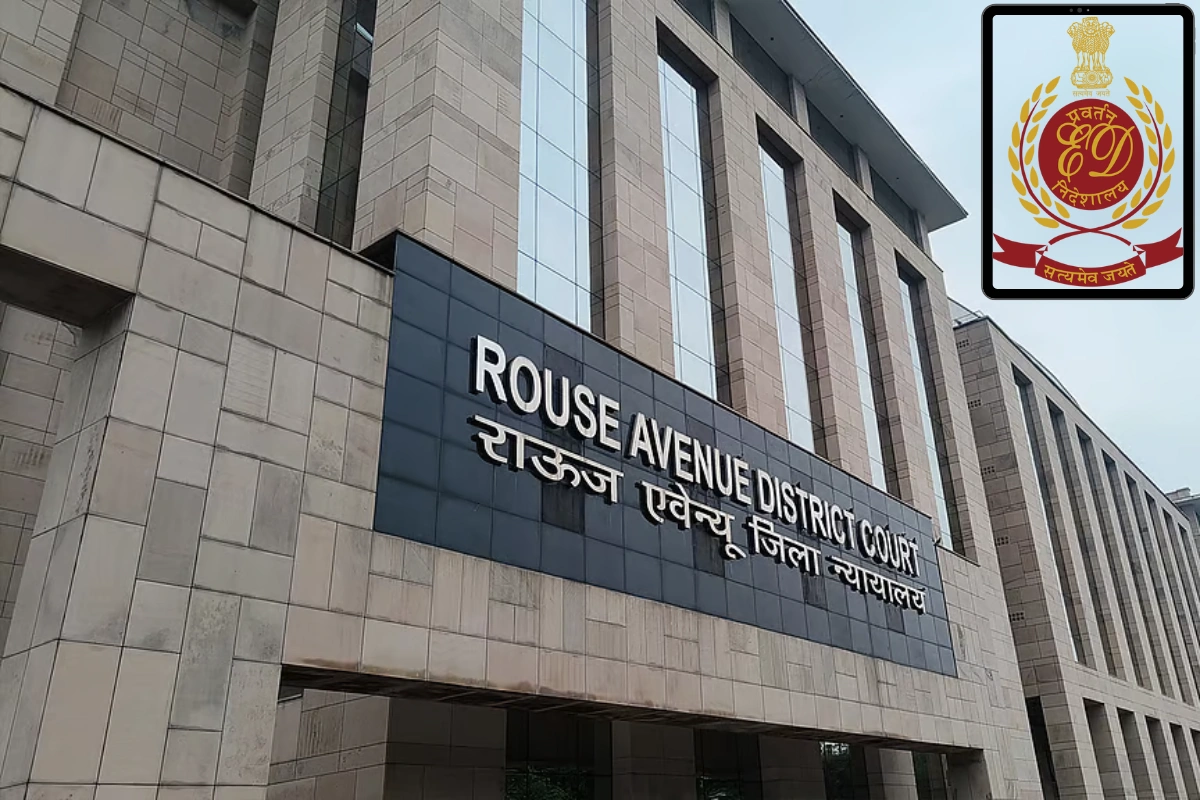 ROUSE AVENUE DISTRICT COURT
राऊज एवेन्यू जिला न्यायालय
सत्यमेव जयते
प्रवर्तन
ED
निदेशालय
सत्यमेव जयते